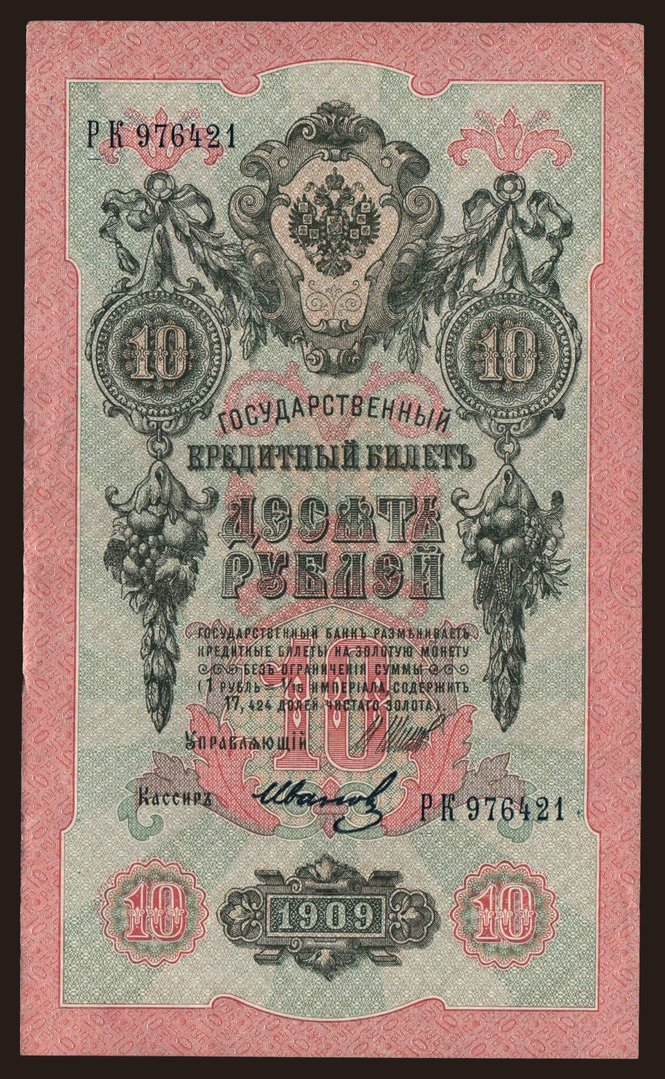 РК 976421
10 10
ГОСУДАРСТВЕННЫЙ
КРЕДИТНЫЙ БИЛЕТЪ
ДЕСЯТЬ
РУБЛЕЙ
ГОСУДАРСТВЕННЫЙ БАНКЪ РАЗМѢНИВАЕТЪ
КРЕДИТНЫЕ БИЛЕТЫ НА ЗОЛОТУЮ МОНЕТУ
БЕЗЪ ОГРАНИЧЕНІЯ СУММЫ
(1 РУБЛЬ = 1/15 ИМПЕРІАЛА, СОДЕРЖИТЪ
17,424 ДОЛЕЙ ЧИСТАГО ЗОЛОТА).
10
УПРАВЛЯЮЩІЙ
Кассиръ Иванов
РК 976421
10 1909 10